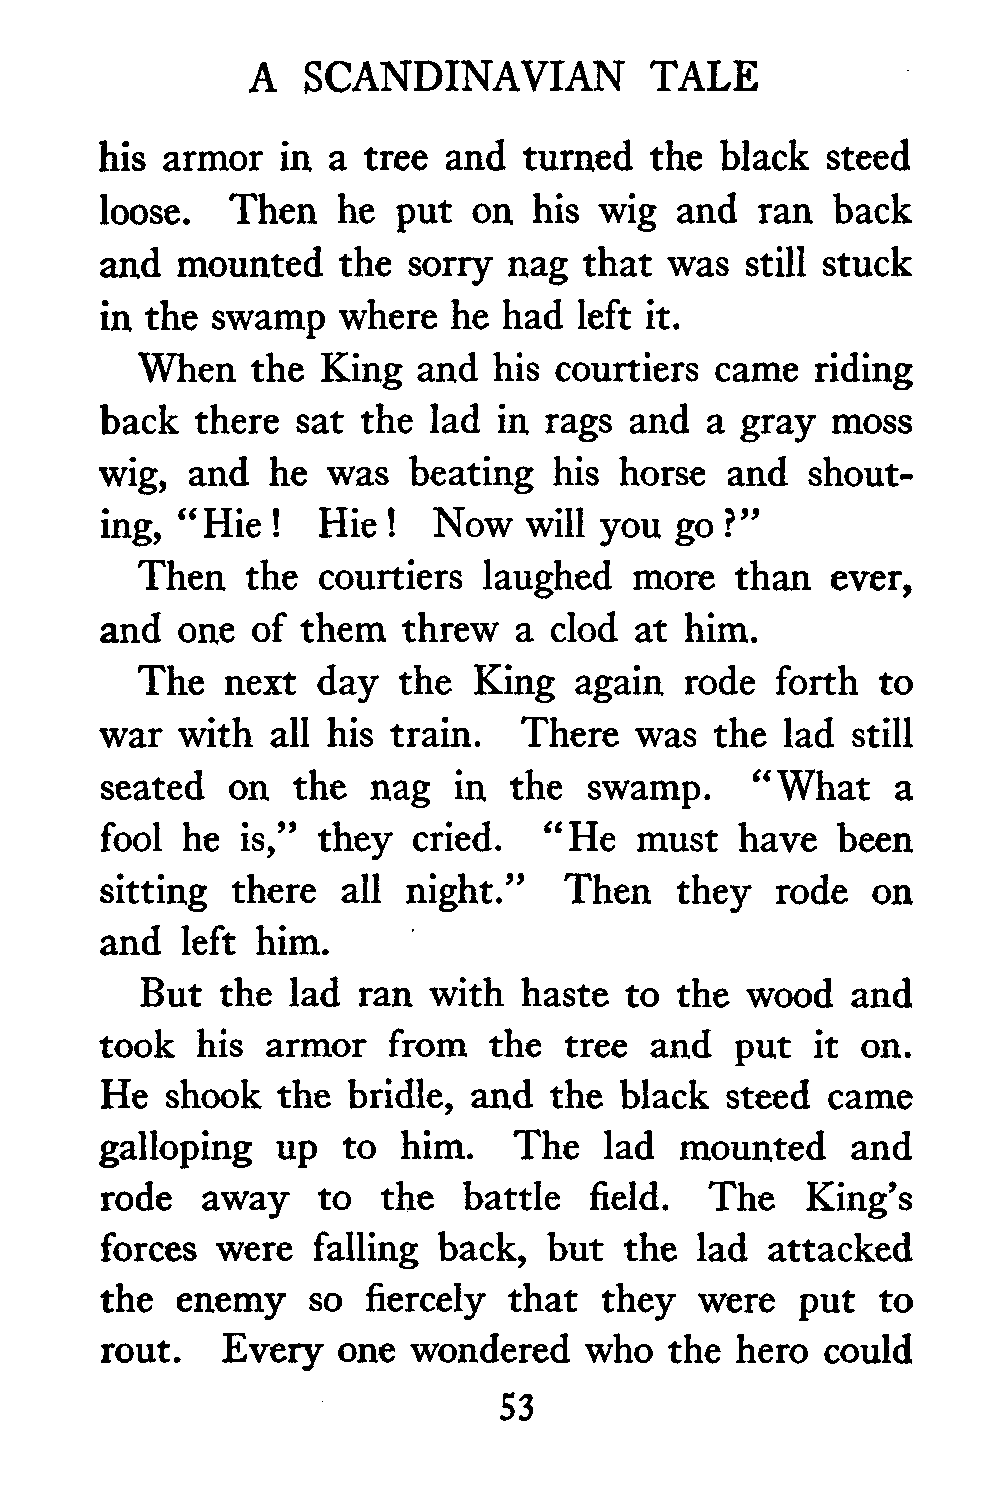 A SCANDINAVIAN TALE
his armor in a tree and turned the black steed
loose. Then he put on his wig and ran back
and mounted the sorry nag that was still stuck
in the swamp where he had left it.
When the King and his courtiers came riding
back there sat the lad in rags and a gray moss
wig, and he was beating his horse and shout-
ing, “Hie! Hie! Now will you go?”
Then the courtiers laughed more than ever,
and one of them threw a clod at him.
The next day the King again rode forth to
war with all his train. There was the lad still
seated on the nag in the swamp. “What a
fool he is,” they cried. “He must have been
sitting there all night.” Then they rode on
and left him.
But the lad ran with haste to the wood and
took his armor from the tree and put it on.
He shook the bridle, and the black steed came
galloping up to him. The lad mounted and
rode away to the battle field. The King’s
forces were falling back, but the lad attacked
the enemy so fiercely that they were put to
rout. Every one wondered who the hero could
53